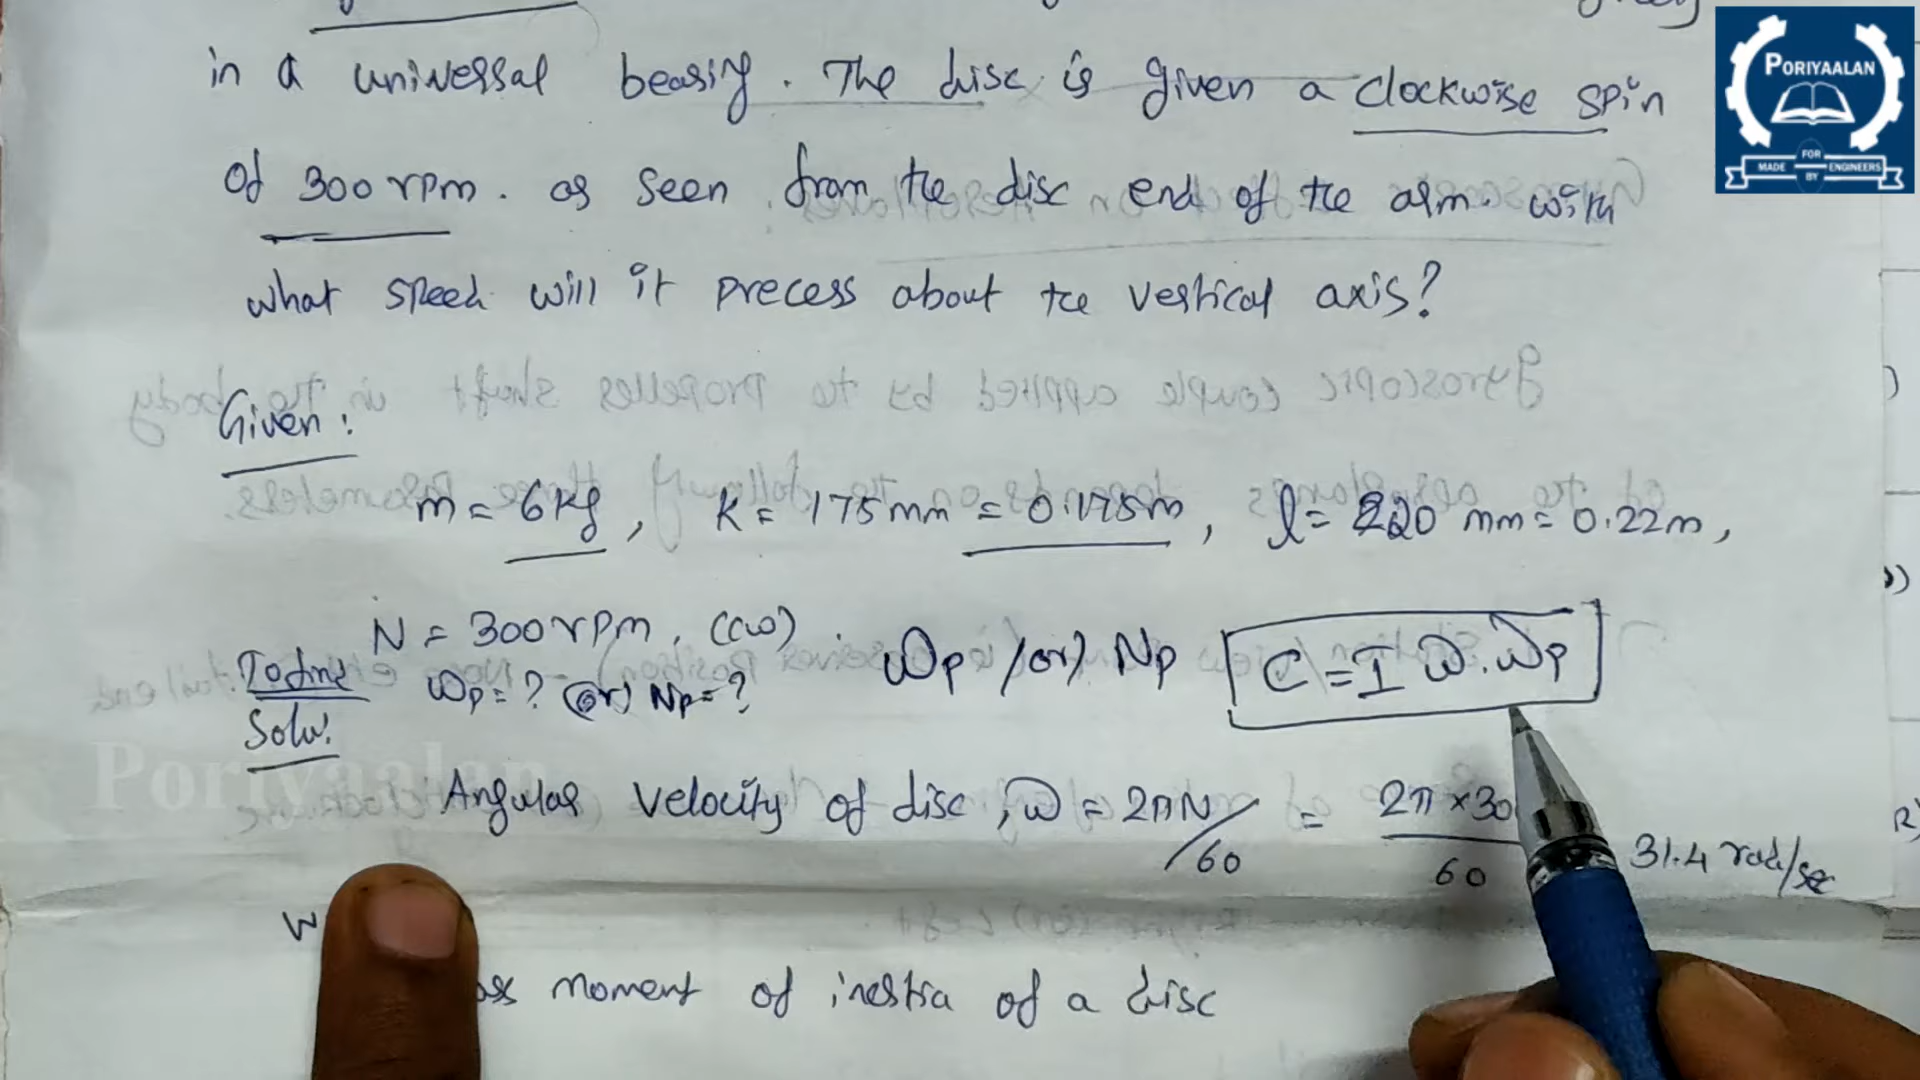 in a universal bearing. The disc is given a clockwise spin
PORIYAALAN
MADE FOR BY ENGINEERS
of 300 rpm. as seen from the disc end of the arm. with
what speed will it precess about the vertical axis?
Given:
m = 6 kg, K = 175 mm = 0.175m, l = 220 mm = 0.22m,
N = 300 rpm, (cw)
ωp /or/ Np
C = I ω.ωp
To find
ωp = ? (or) Np = ?
Soln.
Poriyaalan
Angular velocity of disc, ω = 2πN/60 = 2π × 30 / 60
31.4 rad/sec
W
moment of inertia of a disc